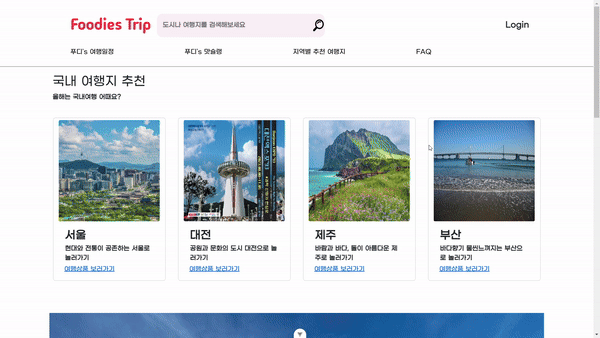 Foodies Trip
도시나 여행지를 검색해보세요
Login
푸디's 여행일정
푸디's 맛슐랭
지역별 추천 여행지
FAQ
국내 여행지 추천
올해는 국내여행 어때요?
서울
현대와 전통이 공존하는 서울로
놀러가기
여행상품 보러가기
대전
공원과 문화의 도시 대전으로 놀
러가기
여행상품 보러가기
제주
바람과 바다, 돌이 아름다운 제
주로 놀러가기
여행상품 보러가기
부산
바다향기 물씬느껴지는 부산으
로 놀러가기
여행상품 보러가기